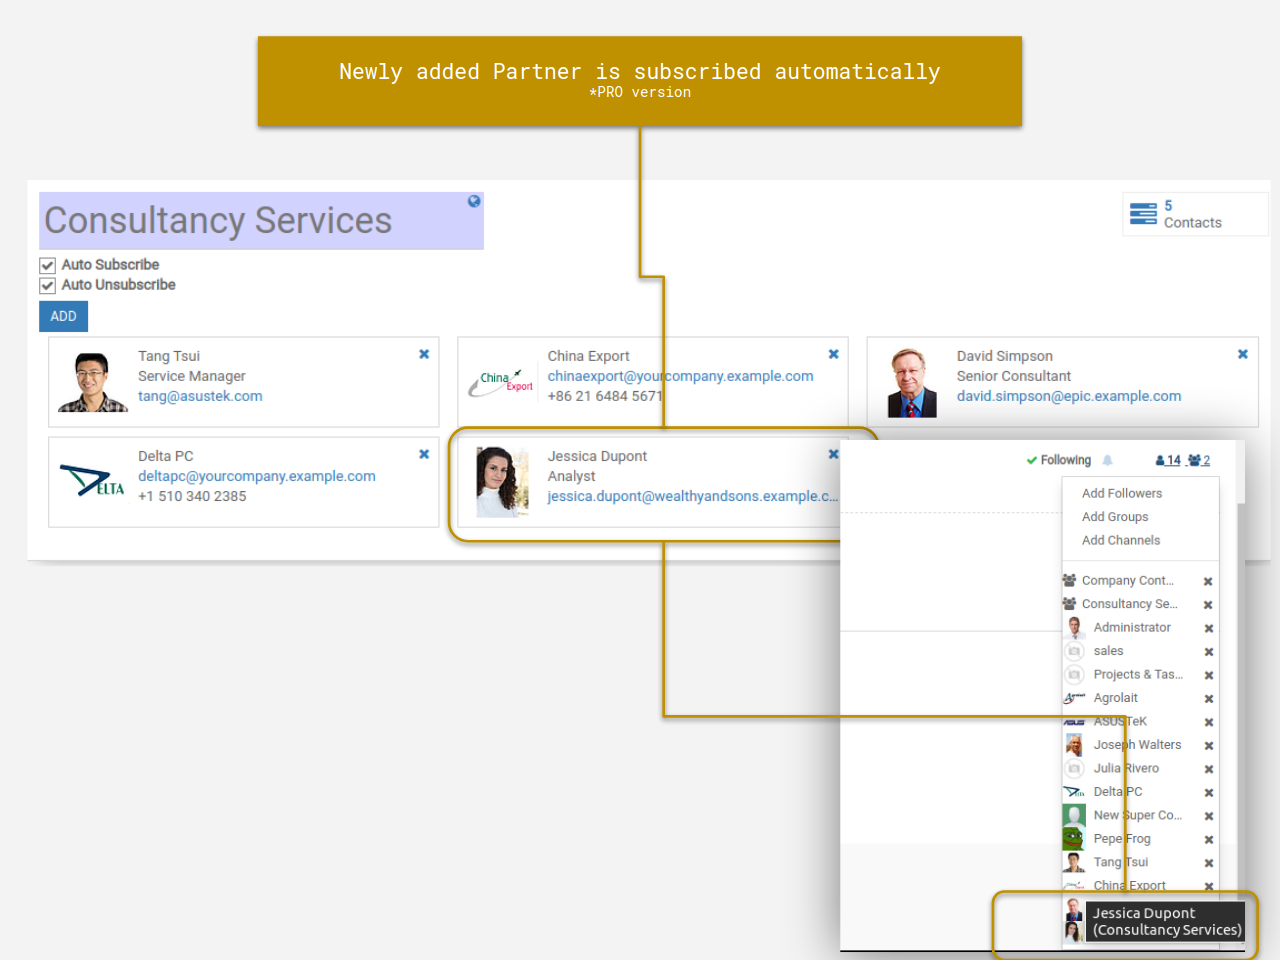 Newly added Partner is subscribed automatically
*PRO version
Consultancy Services
5
Contacts
Auto Subscribe
Auto Unsubscribe
ADD
Tang Tsui
Service Manager
tang@asustek.com
China Export
China Export
chinaexport@yourcompany.example.com
+86 21 6484 5671
David Simpson
Senior Consultant
david.simpson@epic.example.com
DELTA
Delta PC
deltapc@yourcompany.example.com
+1 510 340 2385
Jessica Dupont
Analyst
jessica.dupont@wealthyandsons.example.c...
Following
14 2
Add Followers
Add Groups
Add Channels
Company Cont...
Consultancy Se...
Administrator
sales
Projects & Tas...
Agrolait
ASUSTeK
Joseph Walters
Julia Rivero
Delta PC
New Super Co...
Pepe Frog
Tang Tsui
China Export
Jessica Dupont
(Consultancy Services)